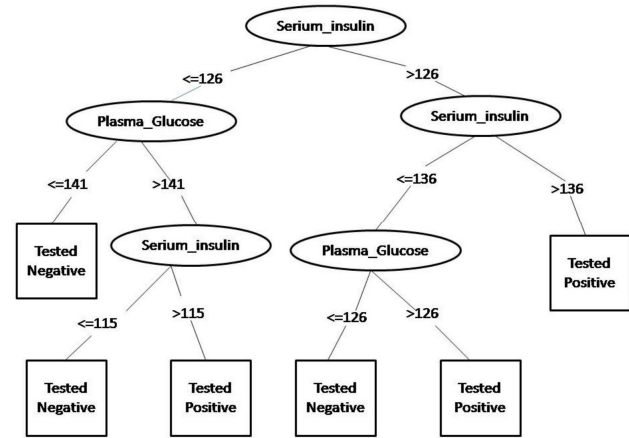 Serium_insulin
<=126
>126
Plasma_Glucose
Serium_insulin
<=141
>141
<=136
>136
Tested
Negative
Serium_insulin
Plasma_Glucose
Tested
Positive
<=115
>115
<=126
>126
Tested
Negative
Tested
Positive
Tested
Negative
Tested
Positive